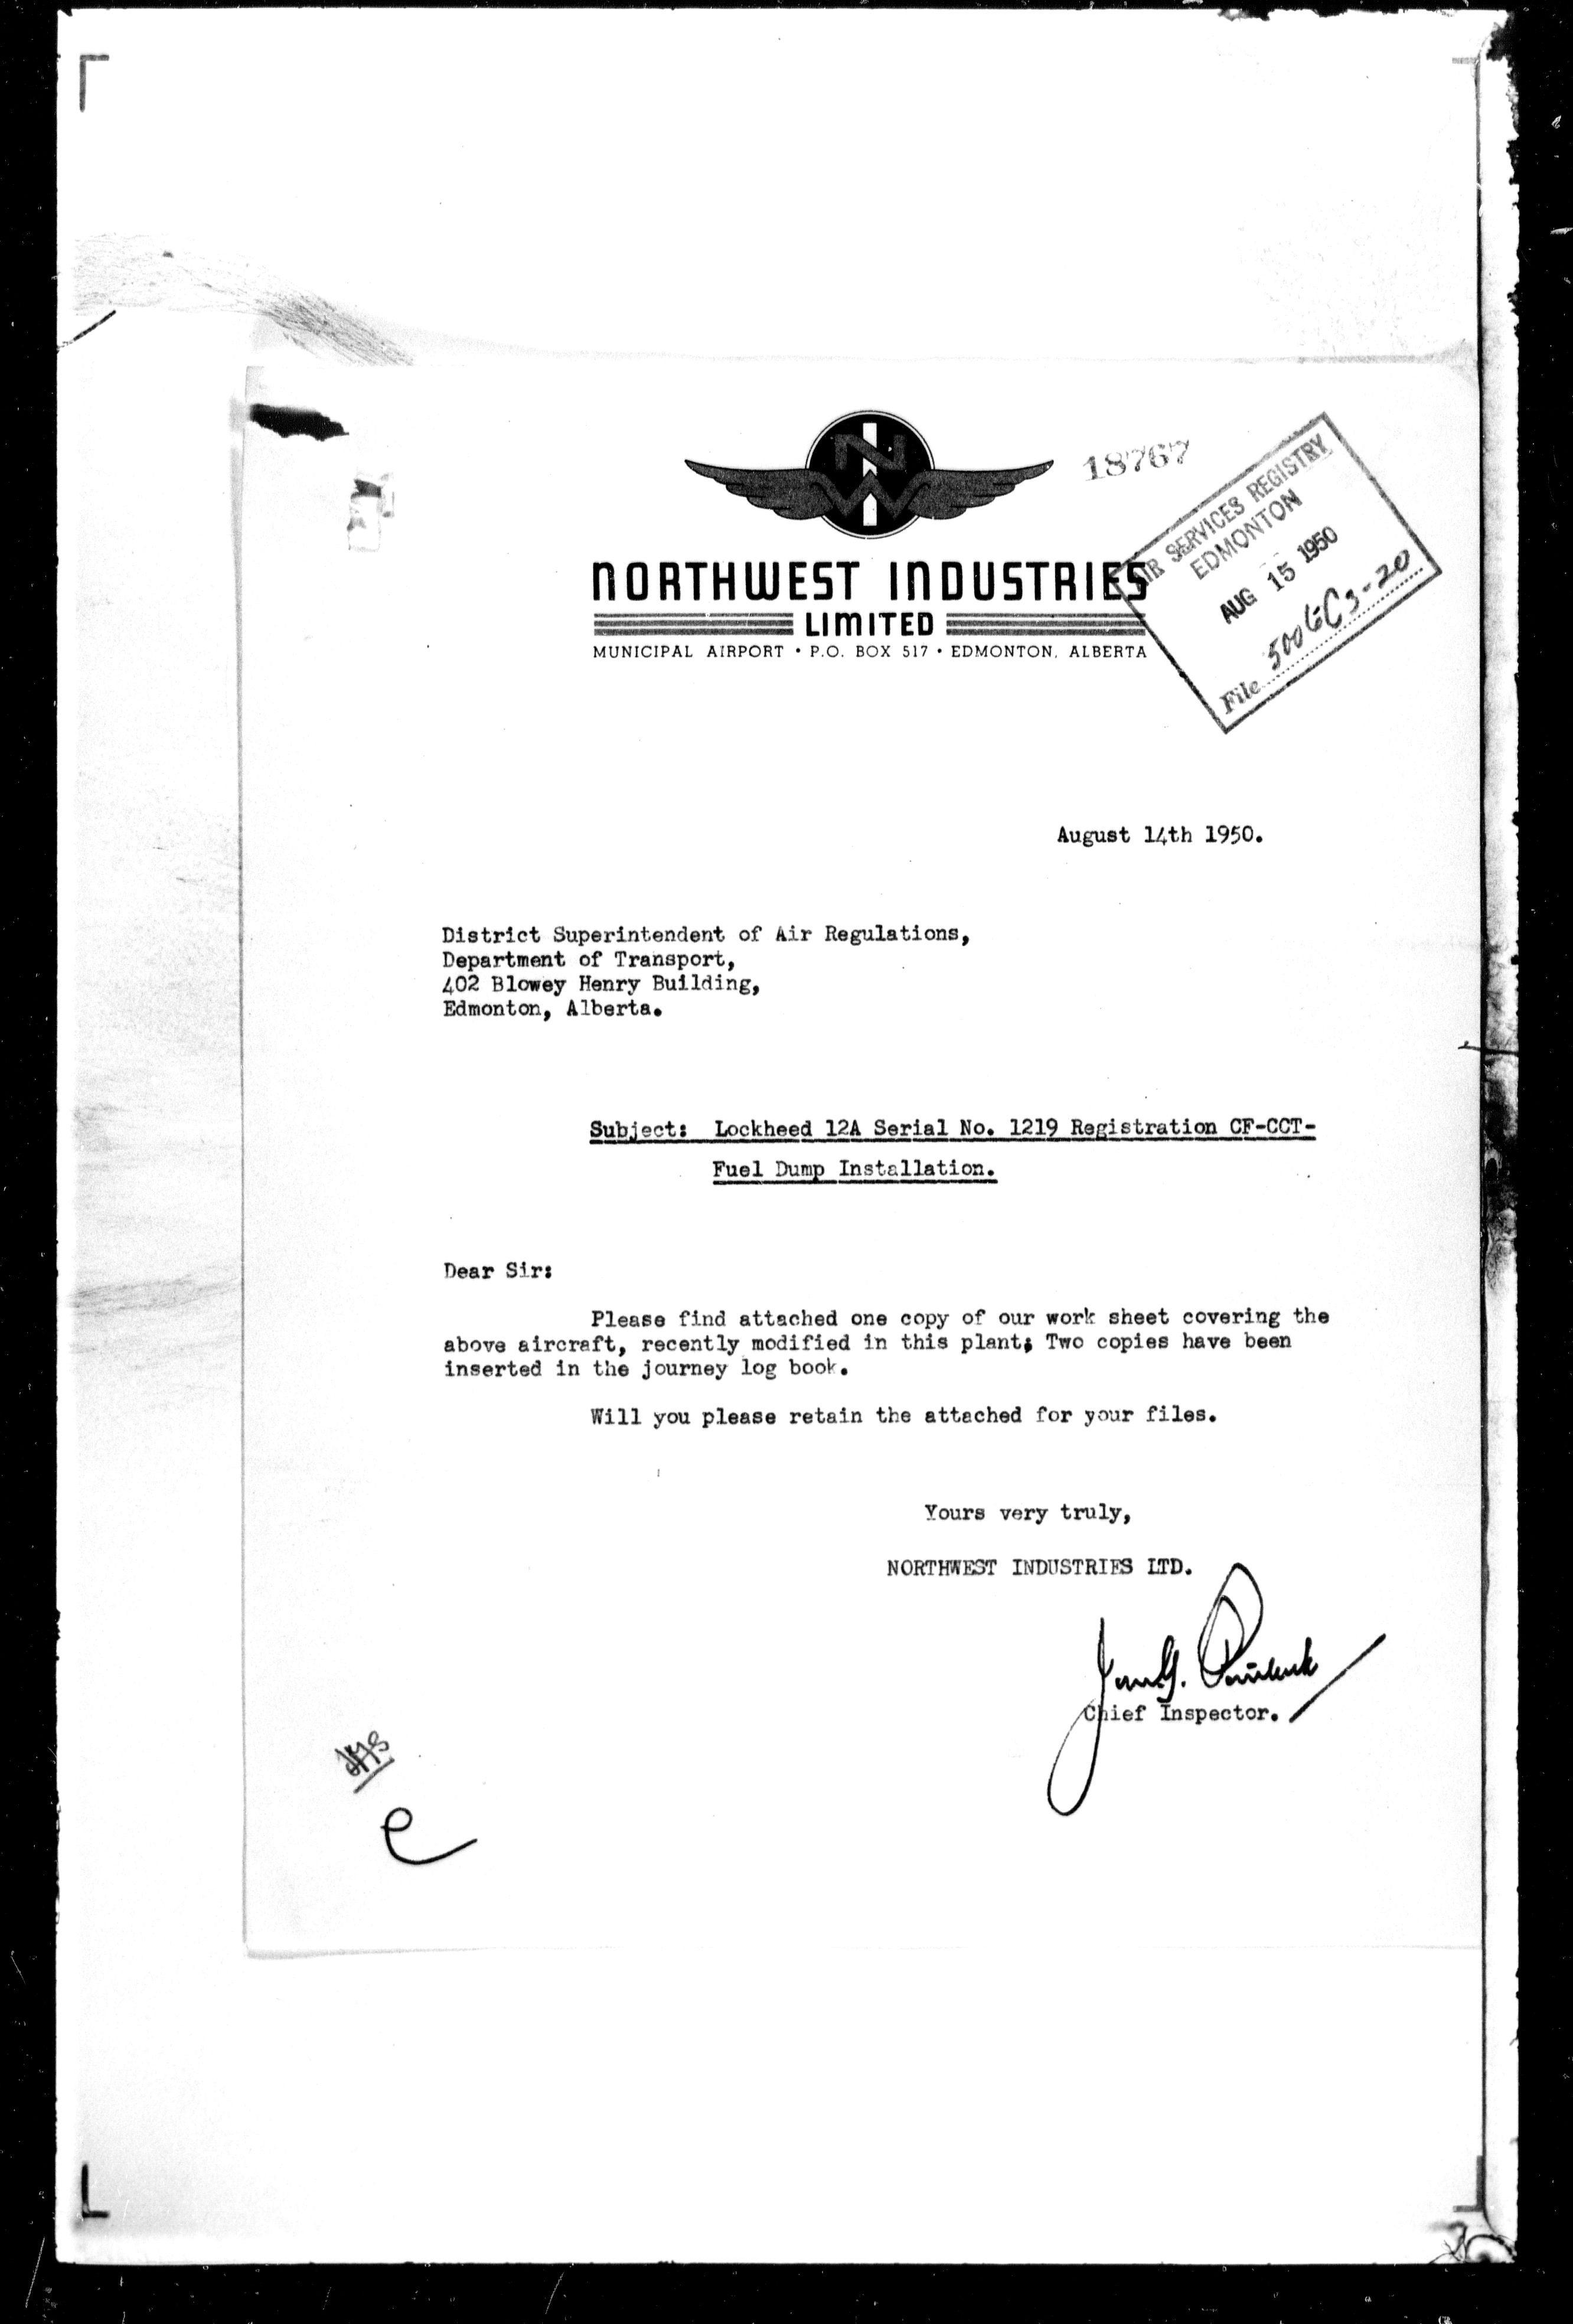 NW
18767
AIR SERVICES REGISTRY
EDMONTON
AUG 15 1950
File
NORTHWEST INDUSTRIES
LIMITED
MUNICIPAL AIRPORT • P.O. BOX 517 • EDMONTON, ALBERTA
August 14th 1950.
District Superintendent of Air Regulations,
Department of Transport,
402 Blowey Henry Building,
Edmonton, Alberta.
Subject: Lockheed 12A Serial No. 1219 Registration CF-CCT-
Fuel Dump Installation.
Dear Sir:
Please find attached one copy of our work sheet covering the
above aircraft, recently modified in this plant; Two copies have been
inserted in the journey log book.
Will you please retain the attached for your files.
Yours very truly,
NORTHWEST INDUSTRIES LTD.
Chief Inspector.